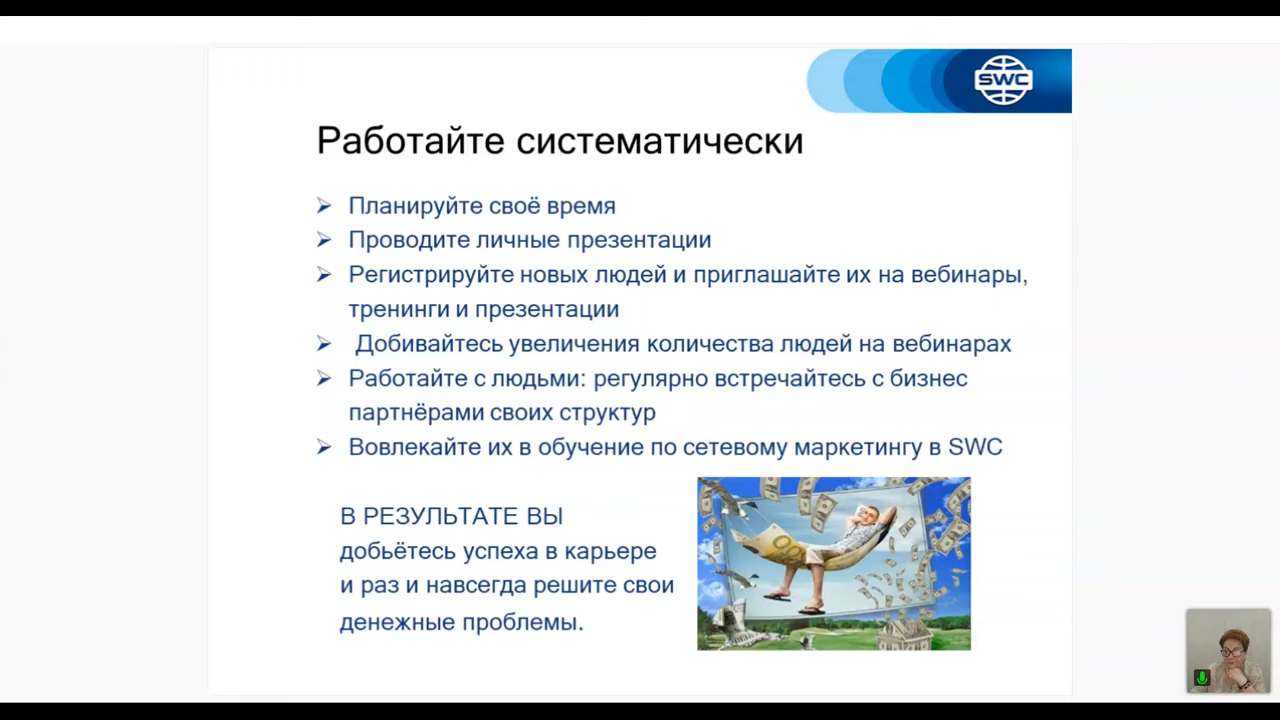 SWC
Работайте систематически
Планируйте своё время
Проводите личные презентации
Регистрируйте новых людей и приглашайте их на вебинары,
тренинги и презентации
Добивайтесь увеличения количества людей на вебинарах
Работайте с людьми: регулярно встречайтесь с бизнес
партнёрами своих структур
Вовлекайте их в обучение по сетевому маркетингу в SWC
В РЕЗУЛЬТАТЕ ВЫ
добьётесь успеха в карьере
и раз и навсегда решите свои
денежные проблемы.